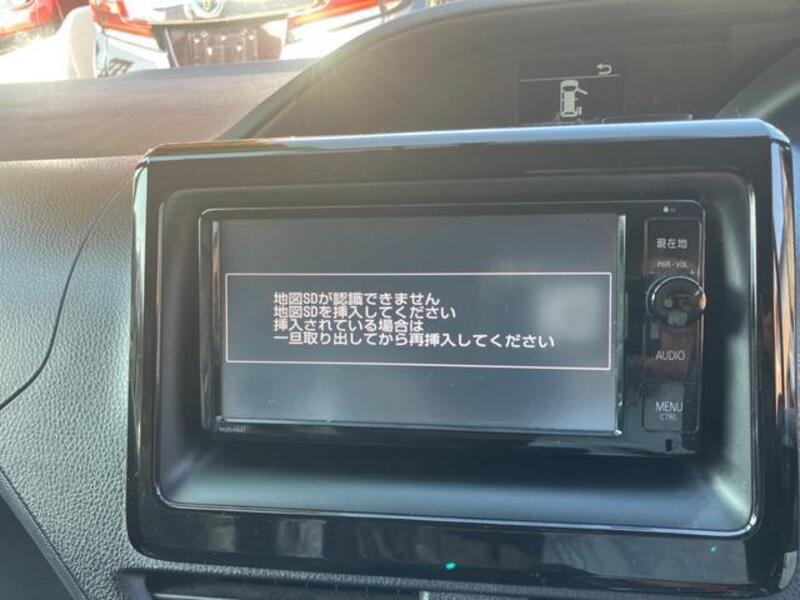 現在地
PWR・VOL
地図SDが認識できません
地図SDを挿入してください
挿入されている場合は
一旦取り出してから再挿入してください
AUDIO
MENU
CTRL